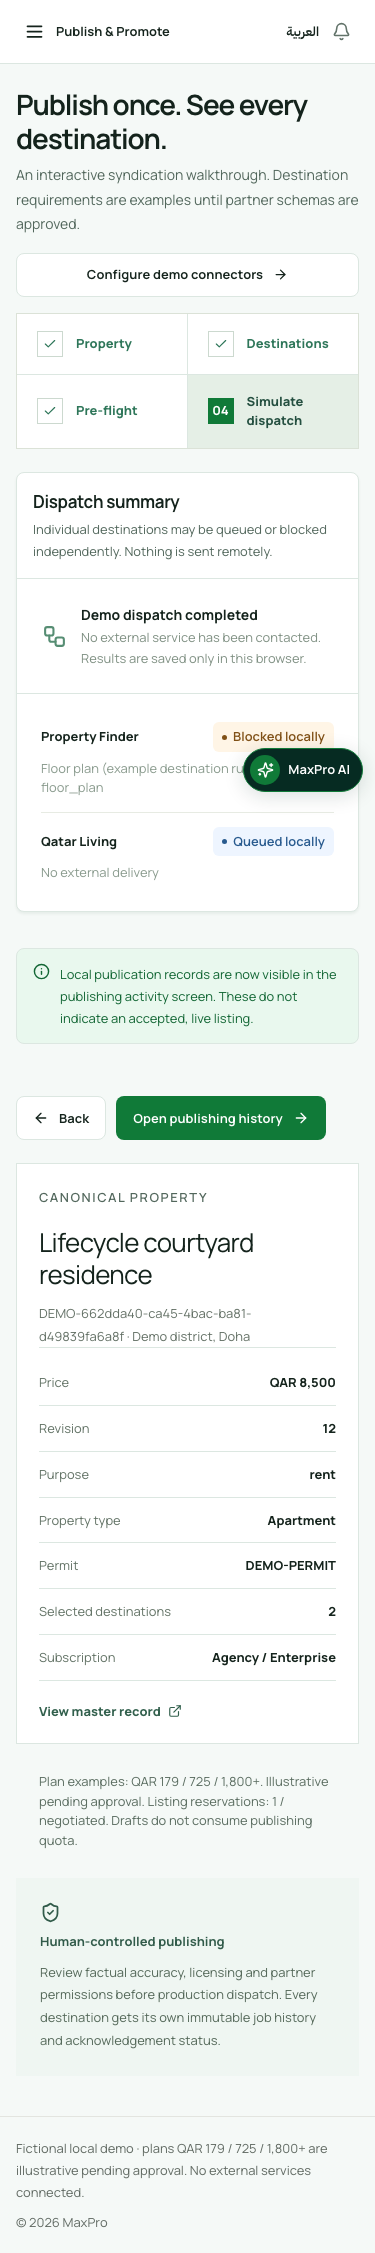 Publish & Promote
العربية
Publish once. See every
destination.
An interactive syndication walkthrough. Destination
requirements are examples until partner schemas are
approved.
Configure demo connectors
Property
Destinations
Pre-flight
04
Simulate
dispatch
Dispatch summary
Individual destinations may be queued or blocked
independently. Nothing is sent remotely.
Demo dispatch completed
No external service has been contacted.
Results are saved only in this browser.
Property Finder
Blocked locally
Floor plan (example destination
floor_plan
MaxPro AI
Qatar Living
Queued locally
No external delivery
Local publication records are now visible in the
publishing activity screen. These do not
indicate an accepted, live listing.
Back
Open publishing history
CANONICAL PROPERTY
Lifecycle courtyard
residence
DEMO-662dda40-ca45-4bac-ba81-
d49839fa6a8f · Demo district, Doha
Price QAR 8,500
Revision 12
Purpose rent
Property type Apartment
Permit DEMO-PERMIT
Selected destinations 2
Subscription Agency / Enterprise
View master record
Plan examples: QAR 179 / 725 / 1,800+. Illustrative
pending approval. Listing reservations: 1 /
negotiated. Drafts do not consume publishing
quota.
Human-controlled publishing
Review factual accuracy, licensing and partner
permissions before production dispatch. Every
destination gets its own immutable job history
and acknowledgement status.
Fictional local demo · plans QAR 179 / 725 / 1,800+ are
illustrative pending approval. No external services
connected.
© 2026 MaxPro